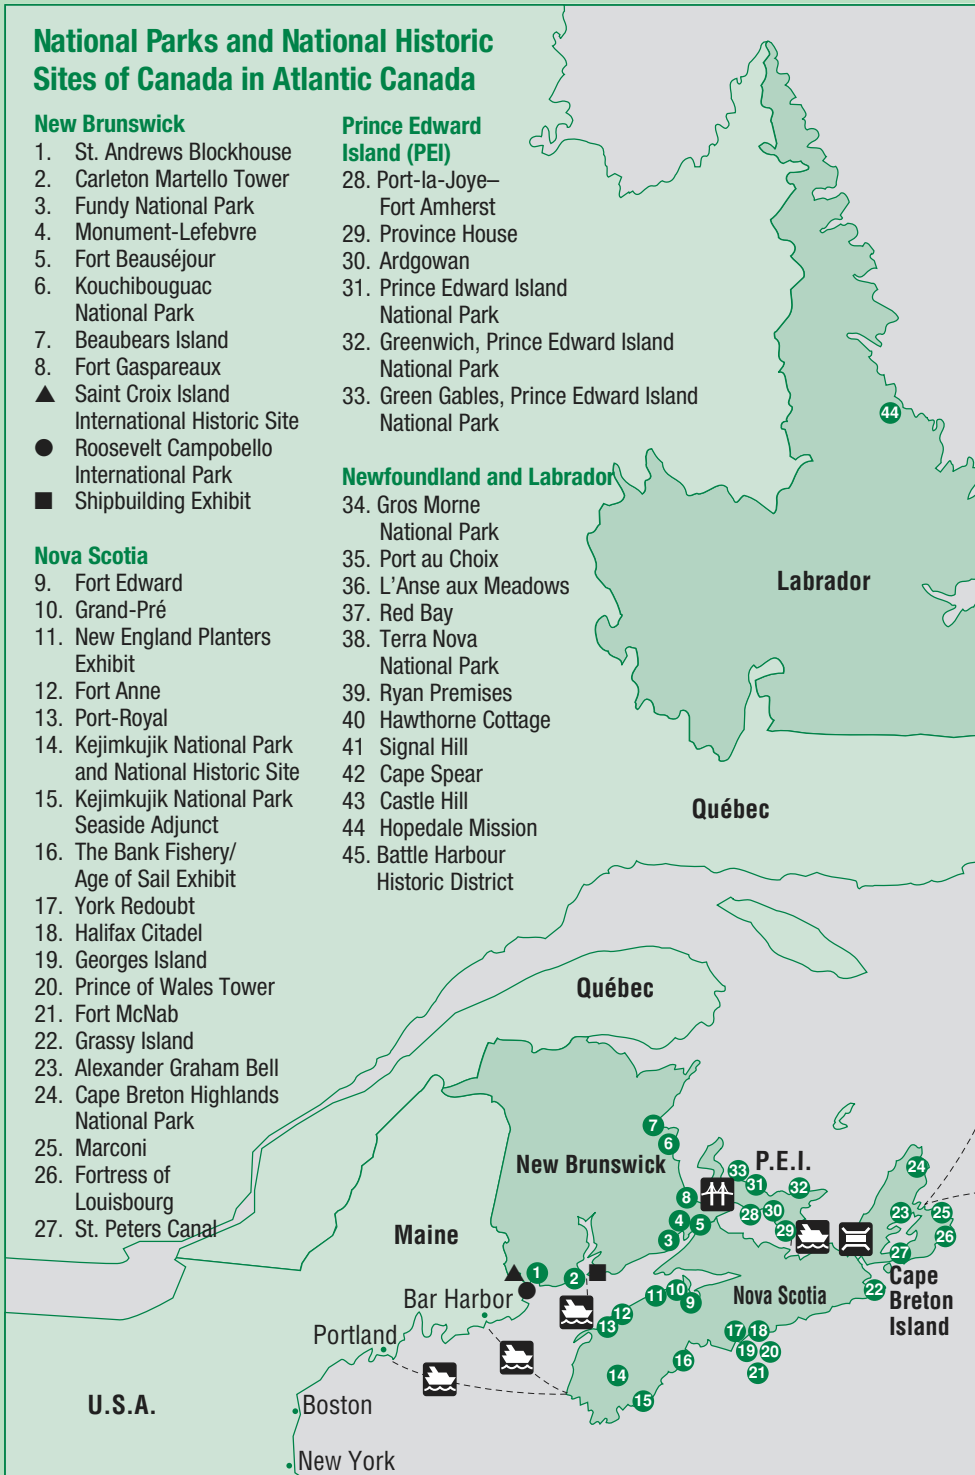 National Parks and National Historic
Sites of Canada in Atlantic Canada
New Brunswick
1. St. Andrews Blockhouse
2. Carleton Martello Tower
3. Fundy National Park
4. Monument-Lefebvre
5. Fort Beauséjour
6. Kouchibouguac
National Park
7. Beaubears Island
8. Fort Gaspareaux
▲ Saint Croix Island
International Historic Site
● Roosevelt Campobello
International Park
■ Shipbuilding Exhibit
Nova Scotia
9. Fort Edward
10. Grand-Pré
11. New England Planters
Exhibit
12. Fort Anne
13. Port-Royal
14. Kejimkujik National Park
and National Historic Site
15. Kejimkujik National Park
Seaside Adjunct
16. The Bank Fishery/
Age of Sail Exhibit
17. York Redoubt
18. Halifax Citadel
19. Georges Island
20. Prince of Wales Tower
21. Fort McNab
22. Grassy Island
23. Alexander Graham Bell
24. Cape Breton Highlands
National Park
25. Marconi
26. Fortress of
Louisbourg
27. St. Peters Canal
Prince Edward
Island (PEI)
28. Port-la-Joye–
Fort Amherst
29. Province House
30. Ardgowan
31. Prince Edward Island
National Park
32. Greenwich, Prince Edward Island
National Park
33. Green Gables, Prince Edward Island
National Park
Newfoundland and Labrador
34. Gros Morne
National Park
35. Port au Choix
36. L'Anse aux Meadows
37. Red Bay
38. Terra Nova
National Park
39. Ryan Premises
40 Hawthorne Cottage
41 Signal Hill
42 Cape Spear
43 Castle Hill
44 Hopedale Mission
45. Battle Harbour
Historic District
44
Labrador
Québec
Québec
7
6
New Brunswick
P.E.I.
33
31
32
24
8
28
30
23
25
4
5
29
26
3
27
Maine
1
2
Cape
Breton
Island
22
Nova Scotia
11
10
9
Bar Harbor
12
13
Portland
17
18
19
20
21
16
14
15
U.S.A.
Boston
New York